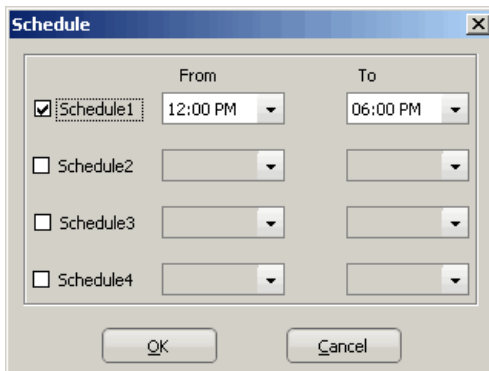 Schedule
From To
Schedule1 12:00 PM 06:00 PM
Schedule2
Schedule3
Schedule4
OK Cancel